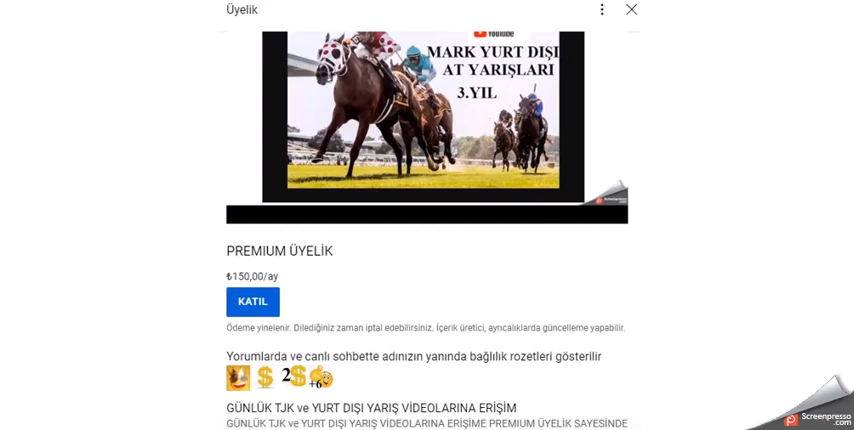 Üyelik
YouTube
MARK YURT DIŞI
AT YARIŞLARI
3.YIL
PREMIUM ÜYELİK
₺150,00/ay
KATIL
Ödeme yinelenir. Dilediğiniz zaman iptal edebilirsiniz. İçerik üretici, ayrıcalıklarda güncelleme yapabilir.
Yorumlarda ve canlı sohbette adınızın yanında bağlılık rozetleri gösterilir
$ 2$ +6
GÜNLÜK TJK ve YURT DIŞI YARIŞ VİDEOLARINA ERİŞİM
GÜNLÜK TJK ve YURT DIŞI YARIŞ VİDEOLARINA ERİŞİME PREMIUM ÜYELİK SAYESİNDE
Screenpresso
.com